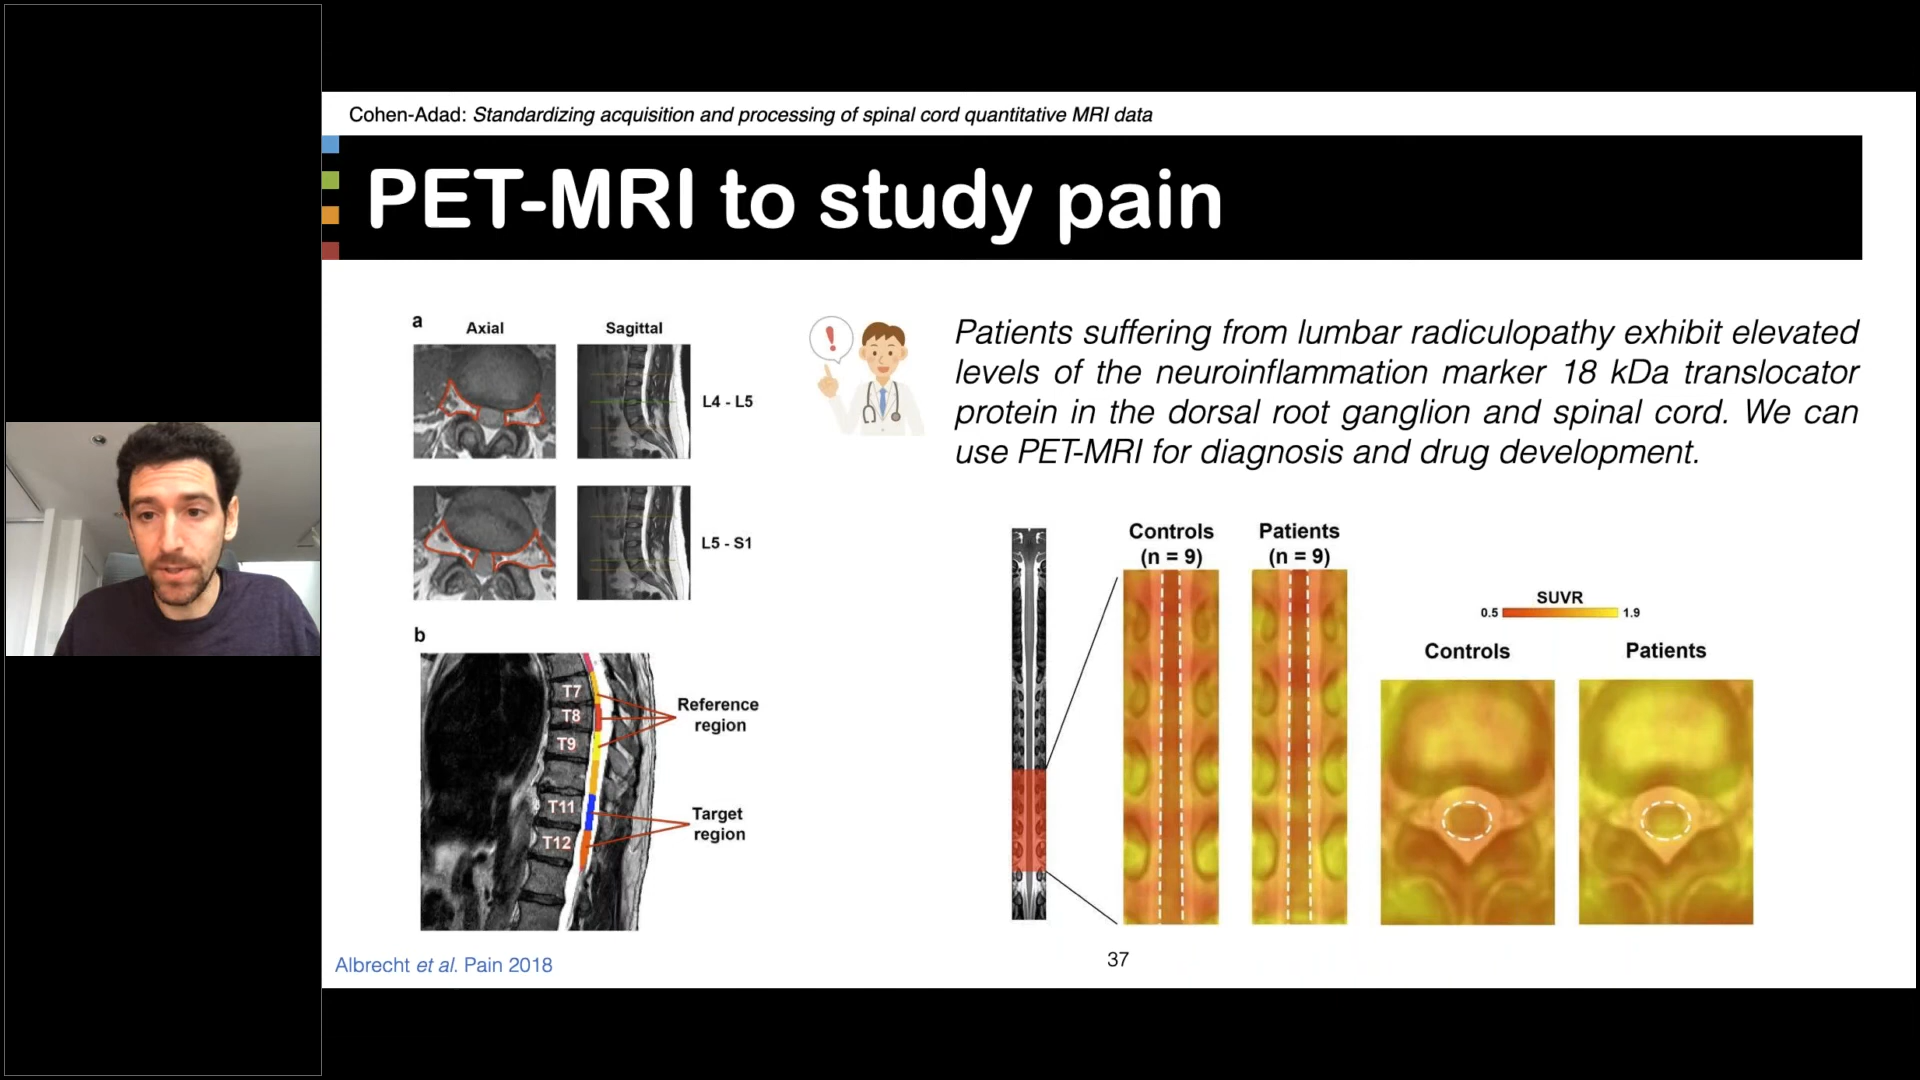 Cohen-Adad: Standardizing acquisition and processing of spinal cord quantitative MRI data
PET-MRI to study pain
a
Axial
Sagittal
L4 - L5
L5 - S1
b
T7
T8
T9
T11
T12
Reference
region
Target
region
Albrecht et al. Pain 2018
!
Patients suffering from lumbar radiculopathy exhibit elevated
levels of the neuroinflammation marker 18 kDa translocator
protein in the dorsal root ganglion and spinal cord. We can
use PET-MRI for diagnosis and drug development.
Controls
(n = 9)
Patients
(n = 9)
SUVR
0.5
1.9
Controls
Patients
37